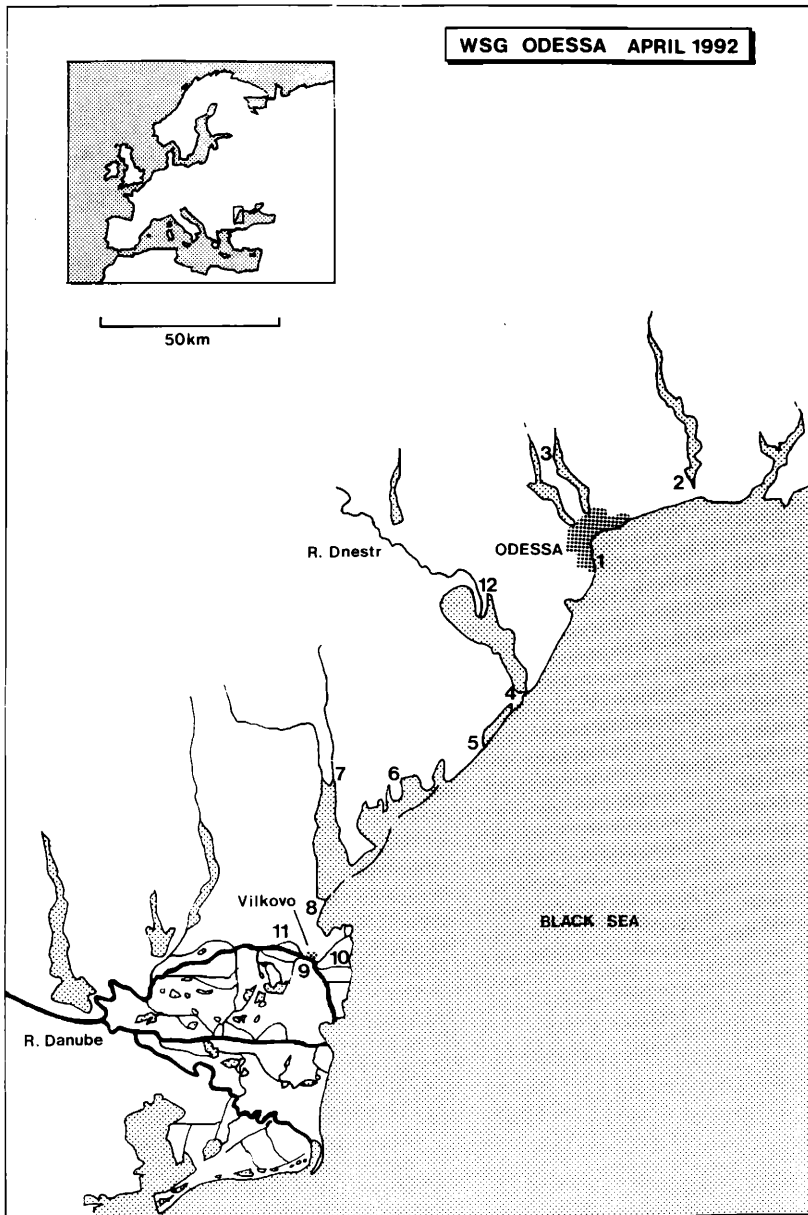 WSG ODESSA APRIL 1992
50km
3
2
R. Dnestr
ODESSA
1
12
4
5
7
6
Vilkovo
8
BLACK SEA
11
10
9
R. Danube